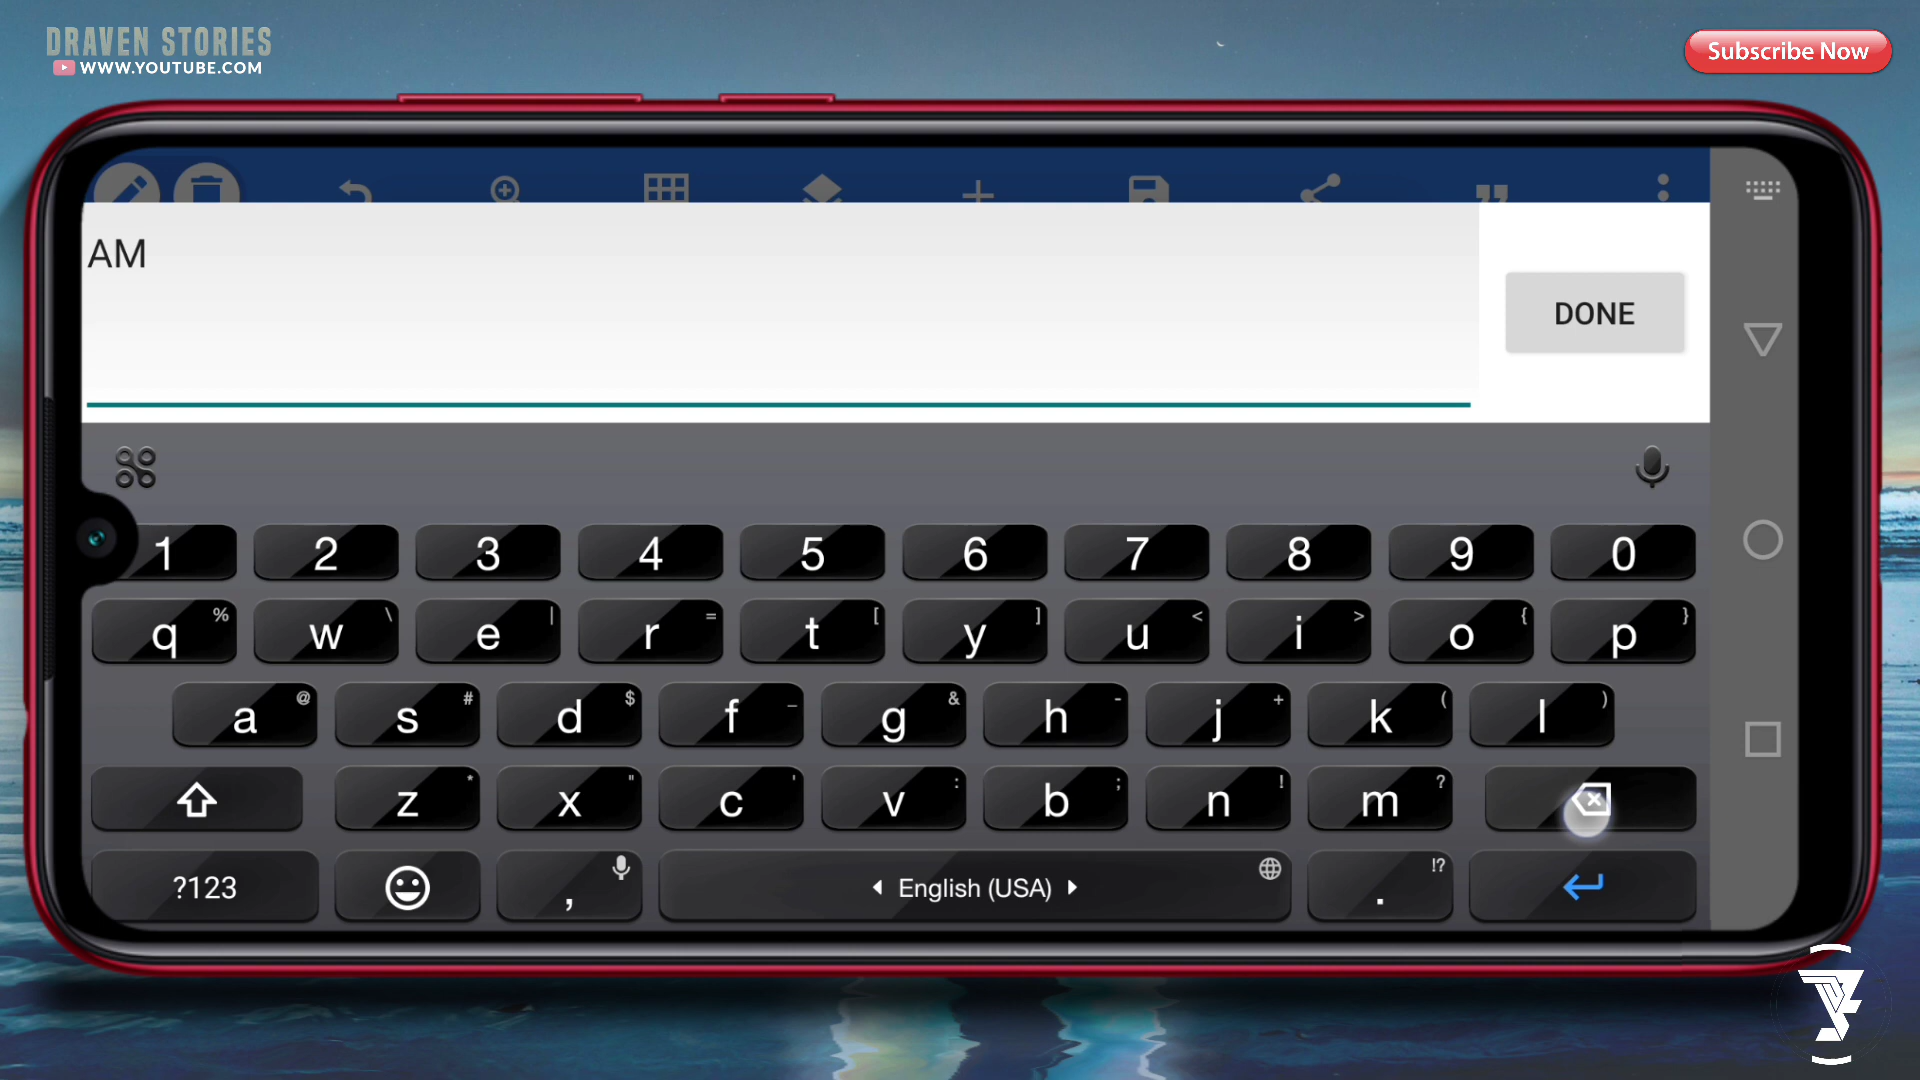 DRAVEN STORIES
WWW.YOUTUBE.COM
Subscribe Now
AM
DONE
1 2 3 4 5 6 7 8 9 0
q % w \ e | r = t [ y ] u < i > o { p }
a @ s # d $ f _ g & h - j + k ( l )
z * x " c ' v : b ; n ! m ?
?123 , English (USA) . !?